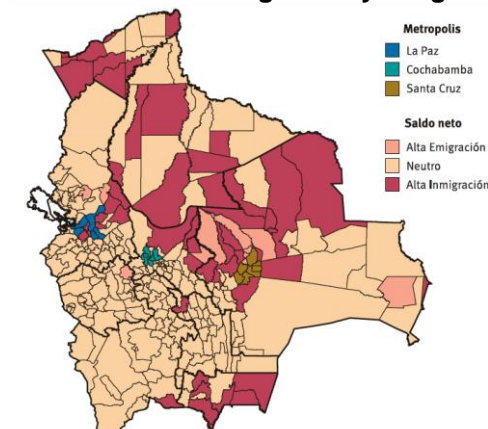 Metropolis
La Paz
Cochabamba
Santa Cruz
Saldo neto
Alta Emigración
Neutro
Alta Inmigración